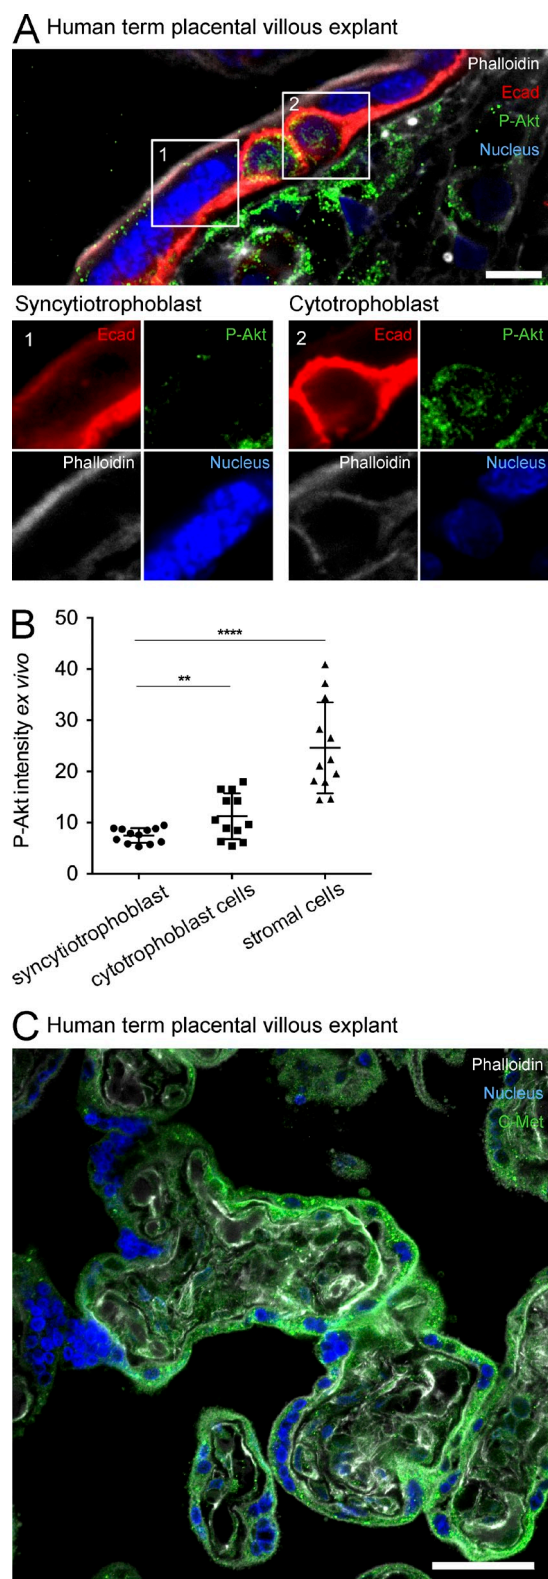 A Human term placental villous explant
Phalloidin
Ecad
P-Akt
Nucleus
1
2
Syncytiotrophoblast
Cytotrophoblast
1
Ecad
P-Akt
Phalloidin
Nucleus
2
Ecad
P-Akt
Phalloidin
Nucleus
B
P-Akt intensity ex vivo
50
40
30
20
10
0
****
**
syncytiotrophoblast
cytotrophoblast cells
stromal cells
C Human term placental villous explant
Phalloidin
Nucleus
C-Met